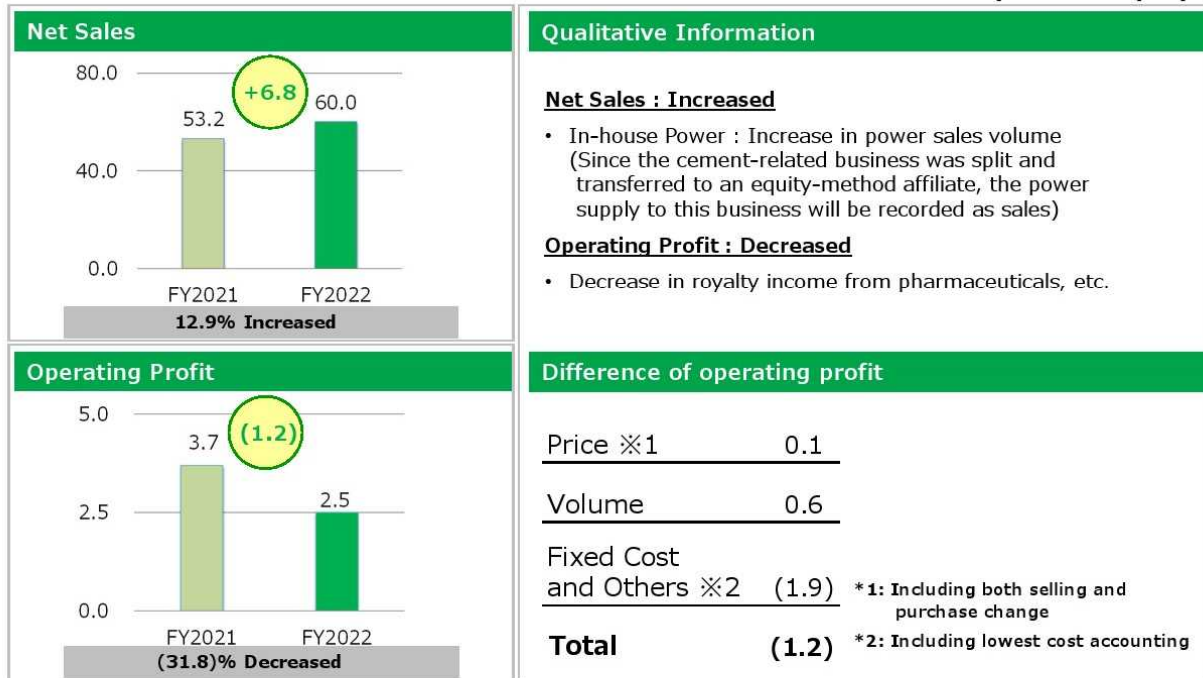 Net Sales
80.0
40.0
0.0
53.2
+6.8
60.0
FY2021
FY2022
12.9% Increased
Qualitative Information
Net Sales : Increased
• In-house Power : Increase in power sales volume
(Since the cement-related business was split and
transferred to an equity-method affiliate, the power
supply to this business will be recorded as sales)
Operating Profit : Decreased
• Decrease in royalty income from pharmaceuticals, etc.
Operating Profit
5.0
2.5
0.0
3.7
(1.2)
2.5
FY2021
FY2022
(31.8)% Decreased
Difference of operating profit
Price ※1 0.1
Volume 0.6
Fixed Cost
and Others ※2 (1.9)
Total (1.2)
*1: Including both selling and
purchase change
*2: Including lowest cost accounting